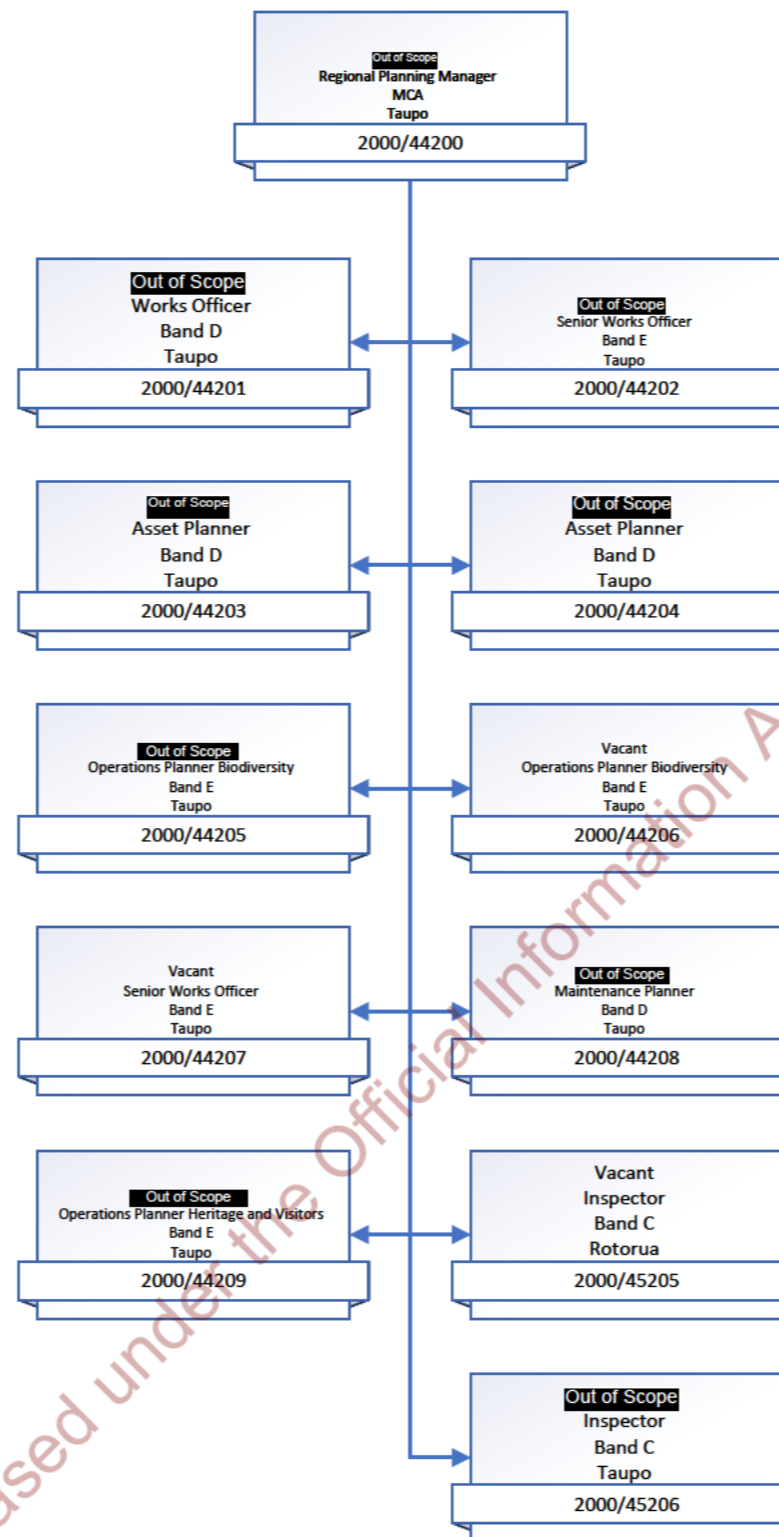 Out of Scope
Regional Planning Manager
MCA
Taupo
2000/44200
Out of Scope
Works Officer
Band D
Taupo
2000/44201
Out of Scope
Senior Works Officer
Band E
Taupo
2000/44202
Out of Scope
Asset Planner
Band D
Taupo
2000/44203
Out of Scope
Asset Planner
Band D
Taupo
2000/44204
Out of Scope
Operations Planner Biodiversity
Band E
Taupo
2000/44205
Vacant
Operations Planner Biodiversity
Band E
Taupo
2000/44206
Vacant
Senior Works Officer
Band E
Taupo
2000/44207
Out of Scope
Maintenance Planner
Band D
Taupo
2000/44208
Out of Scope
Operations Planner Heritage and Visitors
Band E
Taupo
2000/44209
Vacant
Inspector
Band C
Rotorua
2000/45205
Out of Scope
Inspector
Band C
Taupo
2000/45206
under the Official Information